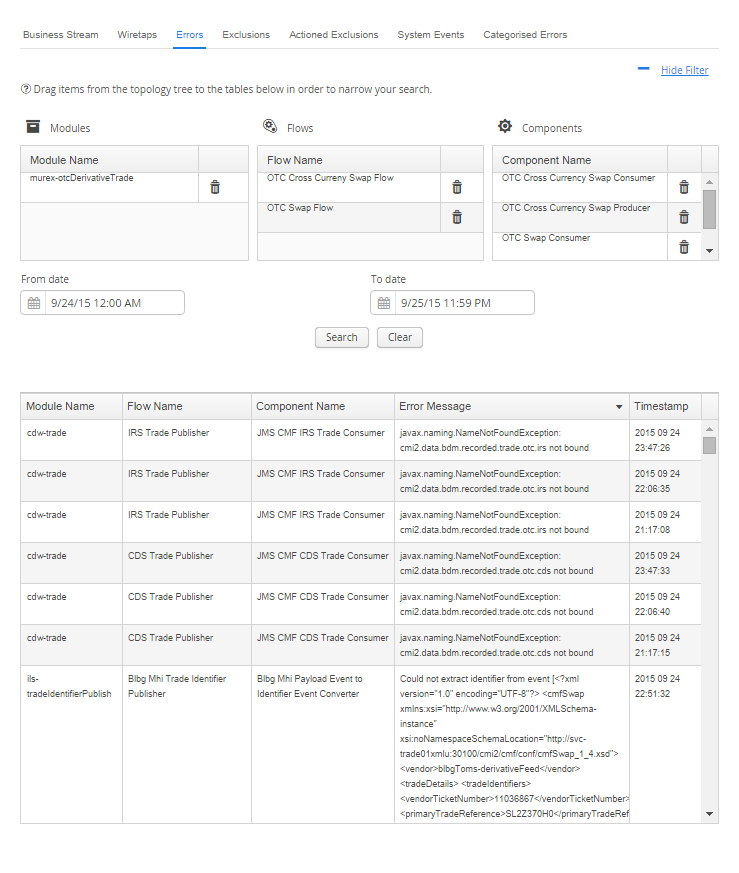 Business Stream Wiretaps Errors Exclusions Actioned Exclusions System Events Categorised Errors
Hide Filter
Drag items from the topology tree to the tables below in order to narrow your search.
Modules
Module Name
murex-otcDerivativeTrade
Flows
Flow Name
OTC Cross Curreny Swap Flow
OTC Swap Flow
Components
Component Name
OTC Cross Currency Swap Consumer
OTC Cross Currency Swap Producer
OTC Swap Consumer
From date
9/24/15 12:00 AM
To date
9/25/15 11:59 PM
Search Clear
Module Name Flow Name Component Name Error Message Timestamp
cdw-trade IRS Trade Publisher JMS CMF IRS Trade Consumer javax.naming.NameNotFoundException: 2015 09 24
cmi2.data.bdm.recorded.trade.otc.irs not bound 23:47:26
cdw-trade IRS Trade Publisher JMS CMF IRS Trade Consumer javax.naming.NameNotFoundException: 2015 09 24
cmi2.data.bdm.recorded.trade.otc.irs not bound 22:06:35
cdw-trade IRS Trade Publisher JMS CMF IRS Trade Consumer javax.naming.NameNotFoundException: 2015 09 24
cmi2.data.bdm.recorded.trade.otc.irs not bound 21:17:08
cdw-trade CDS Trade Publisher JMS CMF CDS Trade Consumer javax.naming.NameNotFoundException: 2015 09 24
cmi2.data.bdm.recorded.trade.otc.cds not bound 23:47:33
cdw-trade CDS Trade Publisher JMS CMF CDS Trade Consumer javax.naming.NameNotFoundException: 2015 09 24
cmi2.data.bdm.recorded.trade.otc.cds not bound 22:06:40
cdw-trade CDS Trade Publisher JMS CMF CDS Trade Consumer javax.naming.NameNotFoundException: 2015 09 24
cmi2.data.bdm.recorded.trade.otc.cds not bound 21:17:15
ils- Blbg Mhi Trade Identifier Blbg Mhi Payload Event to Could not extract identifier from event [<?xml 2015 09 24
tradeIdentifierPublish Publisher Identifier Event Converter version="1.0" encoding="UTF-8"?> <cmfSwap 22:51:32
xmlns:xsi="http://www.w3.org/2001/XMLSchema-
instance"
xsi:noNamespaceSchemaLocation="http://svc-
trade01xmlu:30100/cmi2/cmf/conf/cmfSwap_1_4.xsd">
<vendor>blbgToms-derivativeFeed</vendor>
<tradeDetails> <tradeIdentifiers>
<vendorTicketNumber>11036867</vendorTicketNumber>
<primaryTradeReference>SL2Z370H0</primaryTradeRef